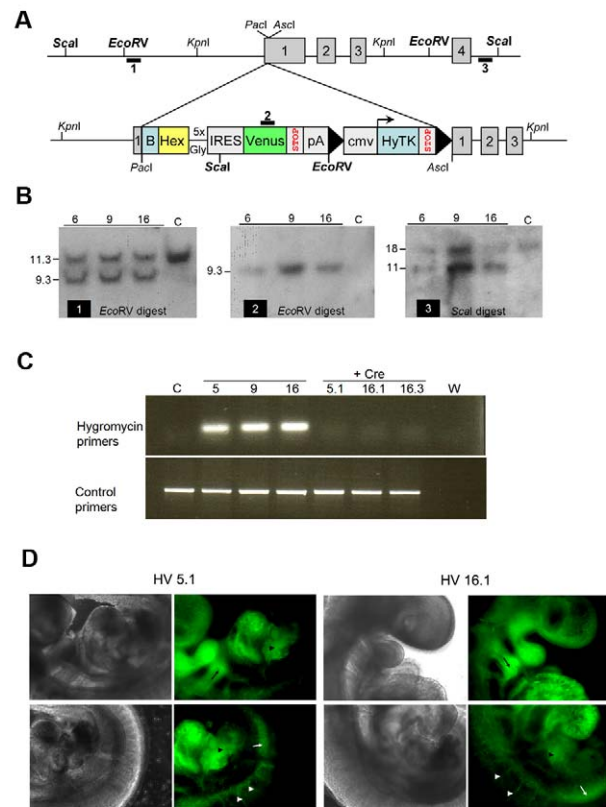 A
PacI AscI
ScaI EcoRV KpnI 1 2 3 KpnI EcoRV 4 ScaI
1 3
KpnI 1 B Hex 5x Gly IRES Venus STOP pA cmv HyTK STOP 1 2 3 KpnI
2
PacI ScaI EcoRV AscI
B
6 9 16 C
11.3
9.3
1 EcoRV digest
6 9 16 C
9.3
2 EcoRV digest
6 9 16 C
18
11
3 ScaI digest
C
+ Cre
C 5 9 16 5.1 16.1 16.3 W
Hygromycin
primers
Control
primers
D
HV 5.1 HV 16.1